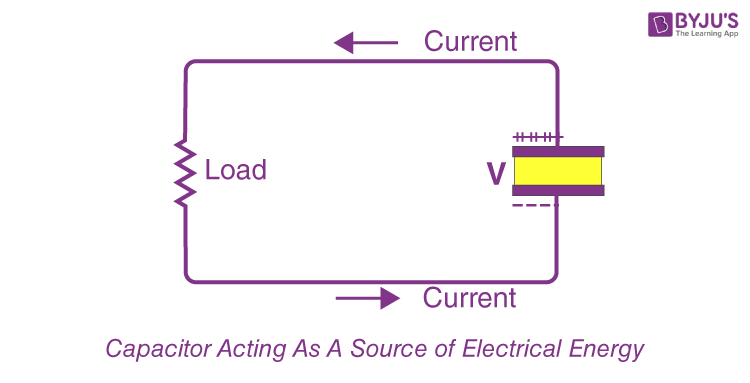 BYJU'S
The Learning App
Current
Load
V
Current
Capacitor Acting As A Source of Electrical Energy